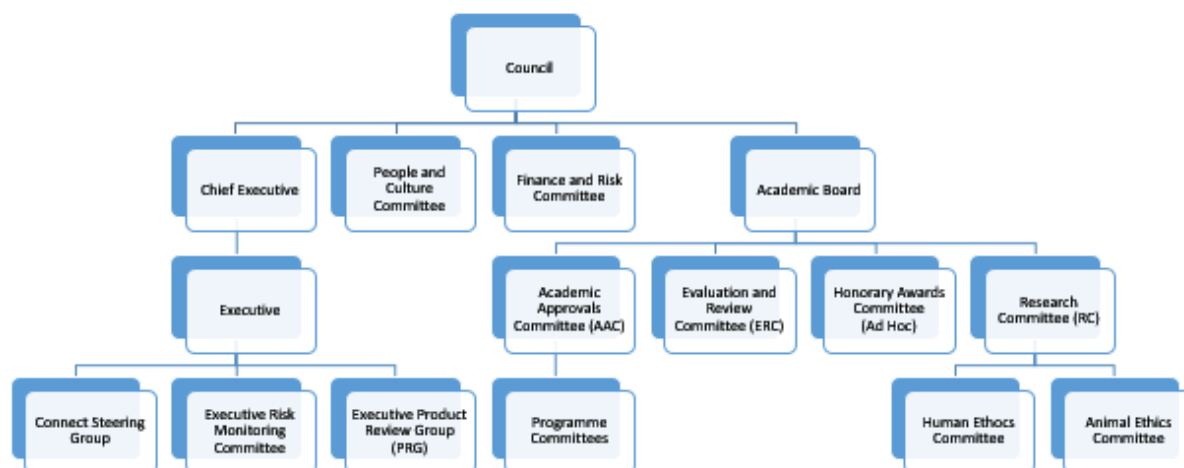 Council
Chief Executive
People and
Culture
Committee
Finance and Risk
Committee
Academic Board
Executive
Academic
Approvals
Committee (AAC)
Evaluation and
Review
Committee (ERC)
Honorary Awards
Committee
(Ad Hoc)
Research
Committee (RC)
Connect Steering
Group
Executive Risk
Monitoring
Committee
Executive Product
Review Group
(PRG)
Programme
Committees
Human Ethocs
Committee
Animal Ethics
Committee